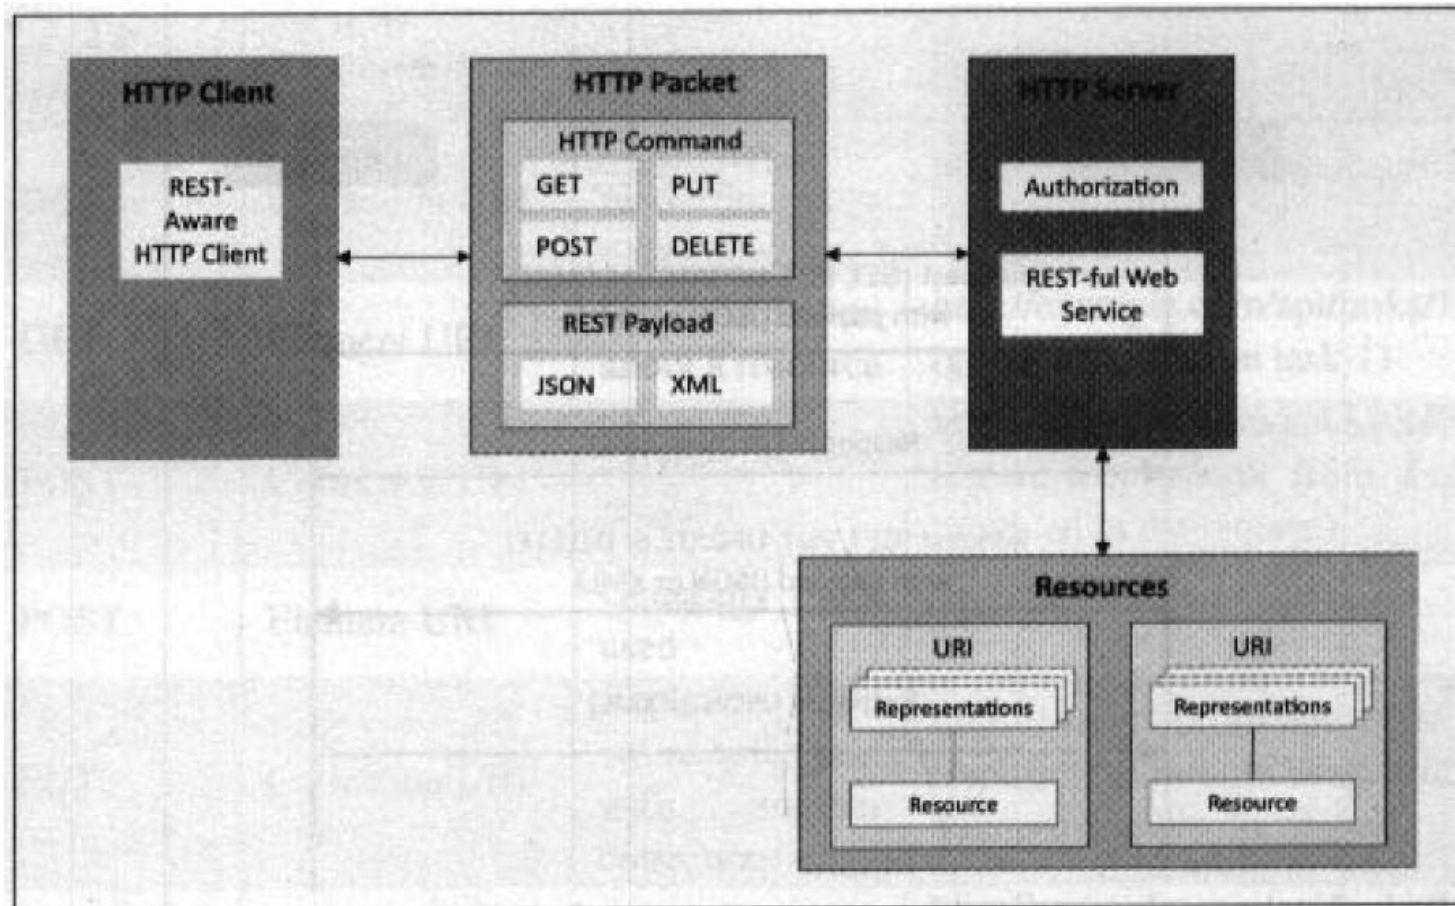 HTTP Client
REST-
Aware
HTTP Client
HTTP Packet
HTTP Command
GET
PUT
POST
DELETE
REST Payload
JSON
XML
HTTP Server
Authorization
REST-ful Web
Service
Resources
URI
Representations
Resource
URI
Representations
Resource